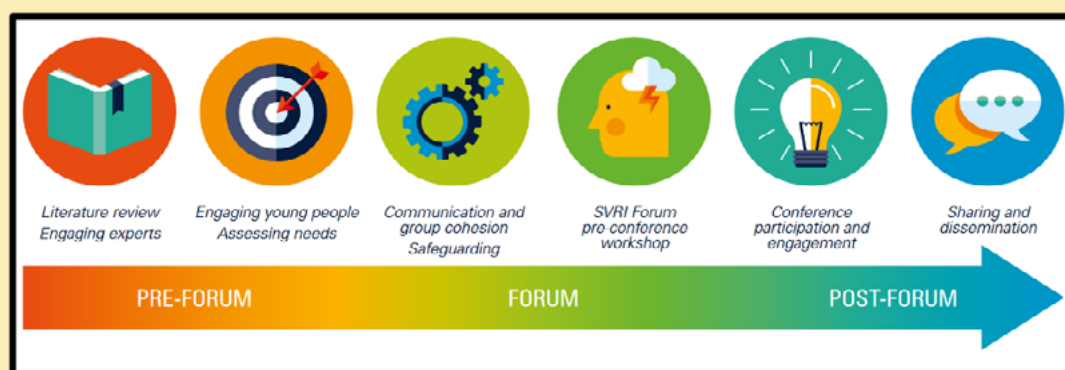 Literature review
Engaging experts
Engaging young people
Assessing needs
Communication and
group cohesion
Safeguarding
SVRI Forum
pre-conference
workshop
Conference
participation and
engagement
Sharing and
dissemination
PRE-FORUM
FORUM
POST-FORUM